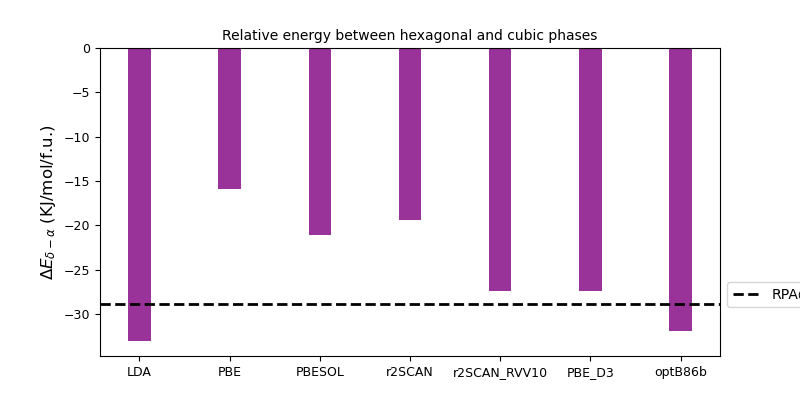 Relative energy between hexagonal and cubic phases
ΔE_{δ−α} (KJ/mol/f.u.)
0
−5
−10
−15
−20
−25
−30
LDA PBE PBESOL r2SCAN r2SCAN_RVV10 PBE_D3 optB86b